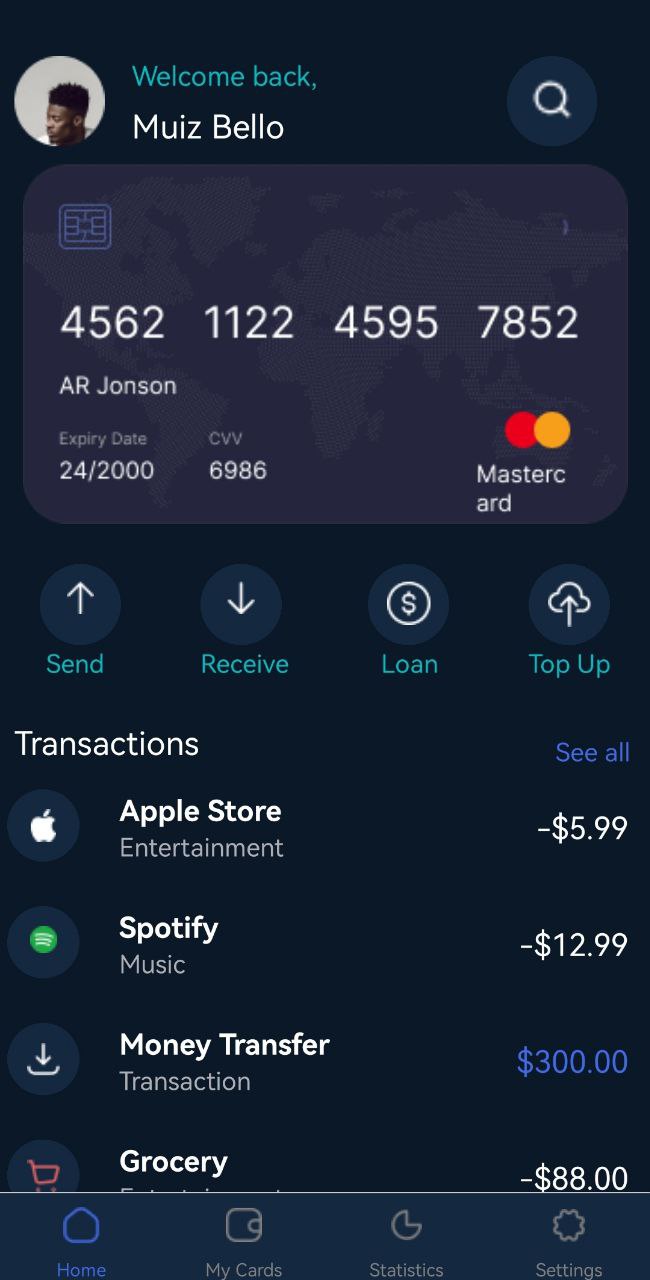 Welcome back,
Muiz Bello
4562 1122 4595 7852
AR Jonson
Expiry Date CVV
24/2000 6986
Masterc
ard
Send Receive Loan Top Up
Transactions
See all
Apple Store
Entertainment
-$5.99
Spotify
Music
-$12.99
Money Transfer
Transaction
$300.00
Grocery
-$88.00
Home My Cards Statistics Settings